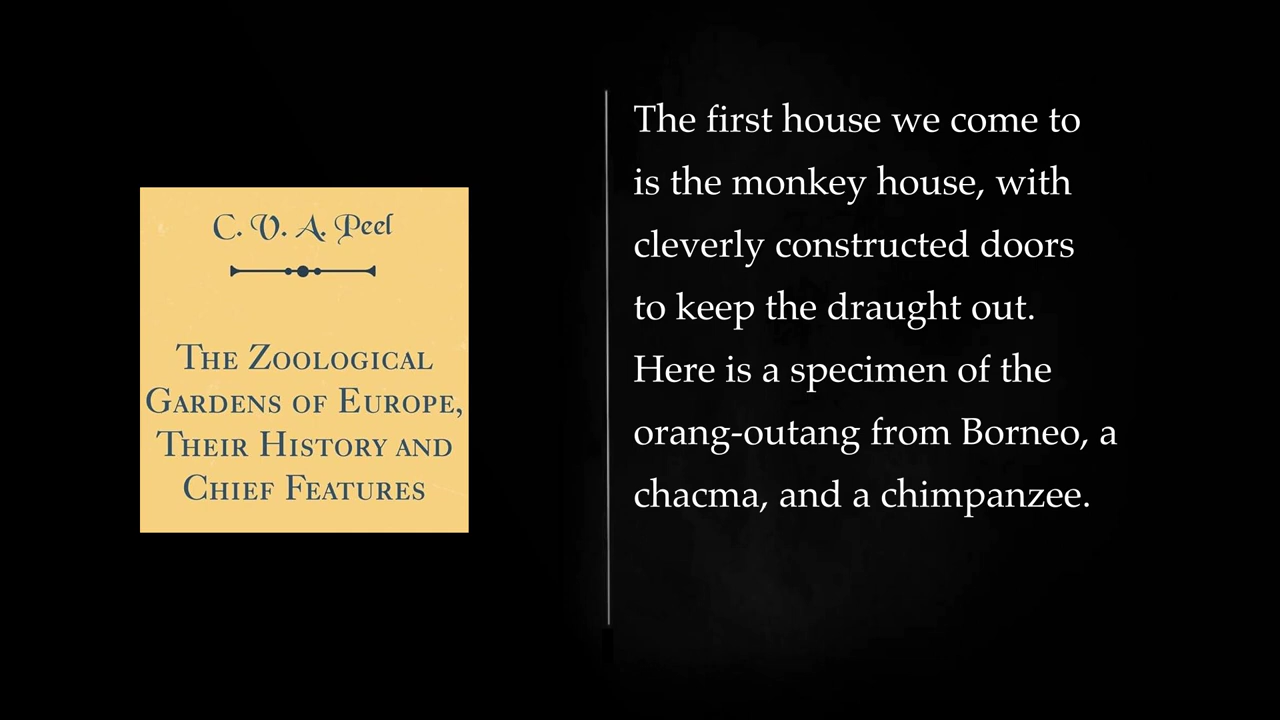 C. V. A. Peel
The Zoological
Gardens of Europe,
Their History and
Chief Features
The first house we come to
is the monkey house, with
cleverly constructed doors
to keep the draught out.
Here is a specimen of the
orang-outang from Borneo, a
chacma, and a chimpanzee.